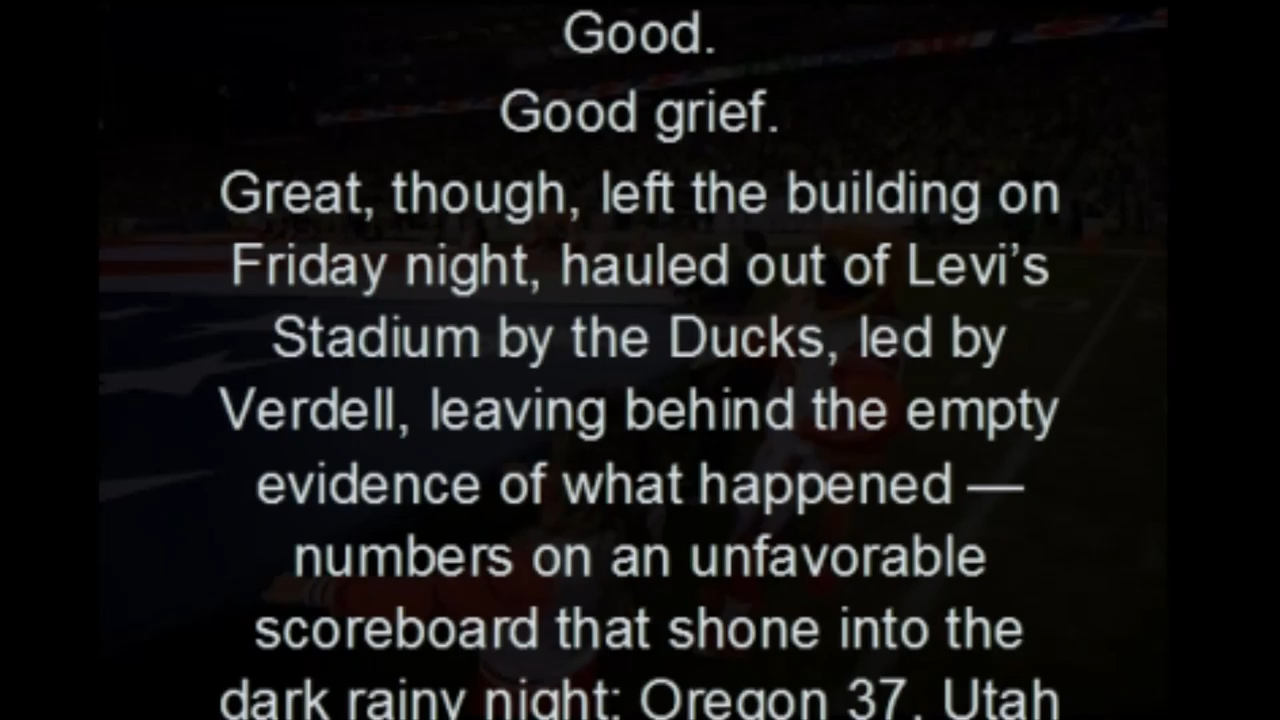 Good.
Good grief.
Great, though, left the building on
Friday night, hauled out of Levi’s
Stadium by the Ducks, led by
Verdell, leaving behind the empty
evidence of what happened —
numbers on an unfavorable
scoreboard that shone into the
dark rainy night: Oregon 37, Utah